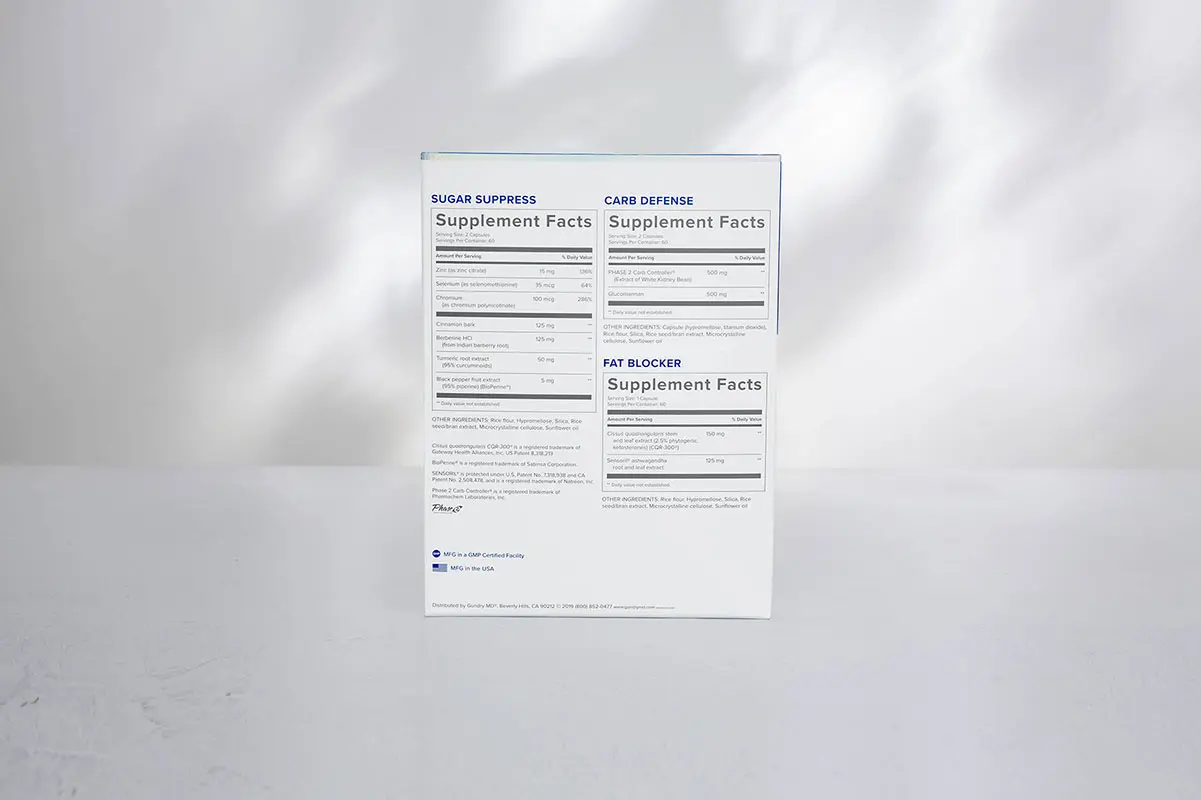 SUGAR SUPPRESS
Supplement Facts
Serving Size: 2 Capsules
Servings Per Container: 60
Amount Per Serving % Daily Value
Zinc (as zinc citrate) 15 mg 136%
Selenium (as selenomethionine) 35 mcg 64%
Chromium 100 mcg 286%
(as chromium polynicotinate)
Cinnamon bark 125 mg **
Berberine HCl 125 mg **
(from Indian barberry root)
Turmeric root extract 50 mg **
(95% curcuminoids)
Black pepper fruit extract 5 mg **
(95% piperine) (BioPerine®)
** Daily value not established
OTHER INGREDIENTS: Rice flour, Hypromellose, Silica, Rice
seed/bran extract, Microcrystalline cellulose, Sunflower oil
Cissus quadrangularis CQR-300® is a registered trademark of
Gateway Health Alliances, Inc. US Patent 8,318,213
BioPerine® is a registered trademark of Sabinsa Corporation.
SENSORIL® is protected under U.S. Patent No. 7,318,938 and CA
Patent No. 2,508,478, and is a registered trademark of Natreon, Inc.
Phase 2 Carb Controller® is a registered trademark of
Pharmachem Laboratories, Inc.
Phase 2
GMP MFG in a GMP Certified Facility
MFG in the USA
CARB DEFENSE
Supplement Facts
Serving Size: 2 Capsules
Servings Per Container: 60
Amount Per Serving % Daily Value
PHASE 2 Carb Controller® 500 mg **
(Extract of White Kidney Bean)
Glucomannan 500 mg **
** Daily value not established
OTHER INGREDIENTS: Capsule (hypromellose, titanium dioxide),
Rice flour, Silica, Rice seed/bran extract, Microcrystalline
cellulose, Sunflower oil
FAT BLOCKER
Supplement Facts
Serving Size: 1 Capsule
Servings Per Container: 60
Amount Per Serving % Daily Value
Cissus quadrangularis stem 150 mg **
and leaf extract (2.5% phytogenic
ketosterones) (CQR-300®)
Sensoril® ashwagandha 125 mg **
root and leaf extract
** Daily value not established
OTHER INGREDIENTS: Rice flour, Hypromellose, Silica, Rice
seed/bran extract, Microcrystalline cellulose, Sunflower oil
Distributed by Gundry MD®, Beverly Hills, CA 90212 © 2019 (800) 852-0477 www.gundrymd.com